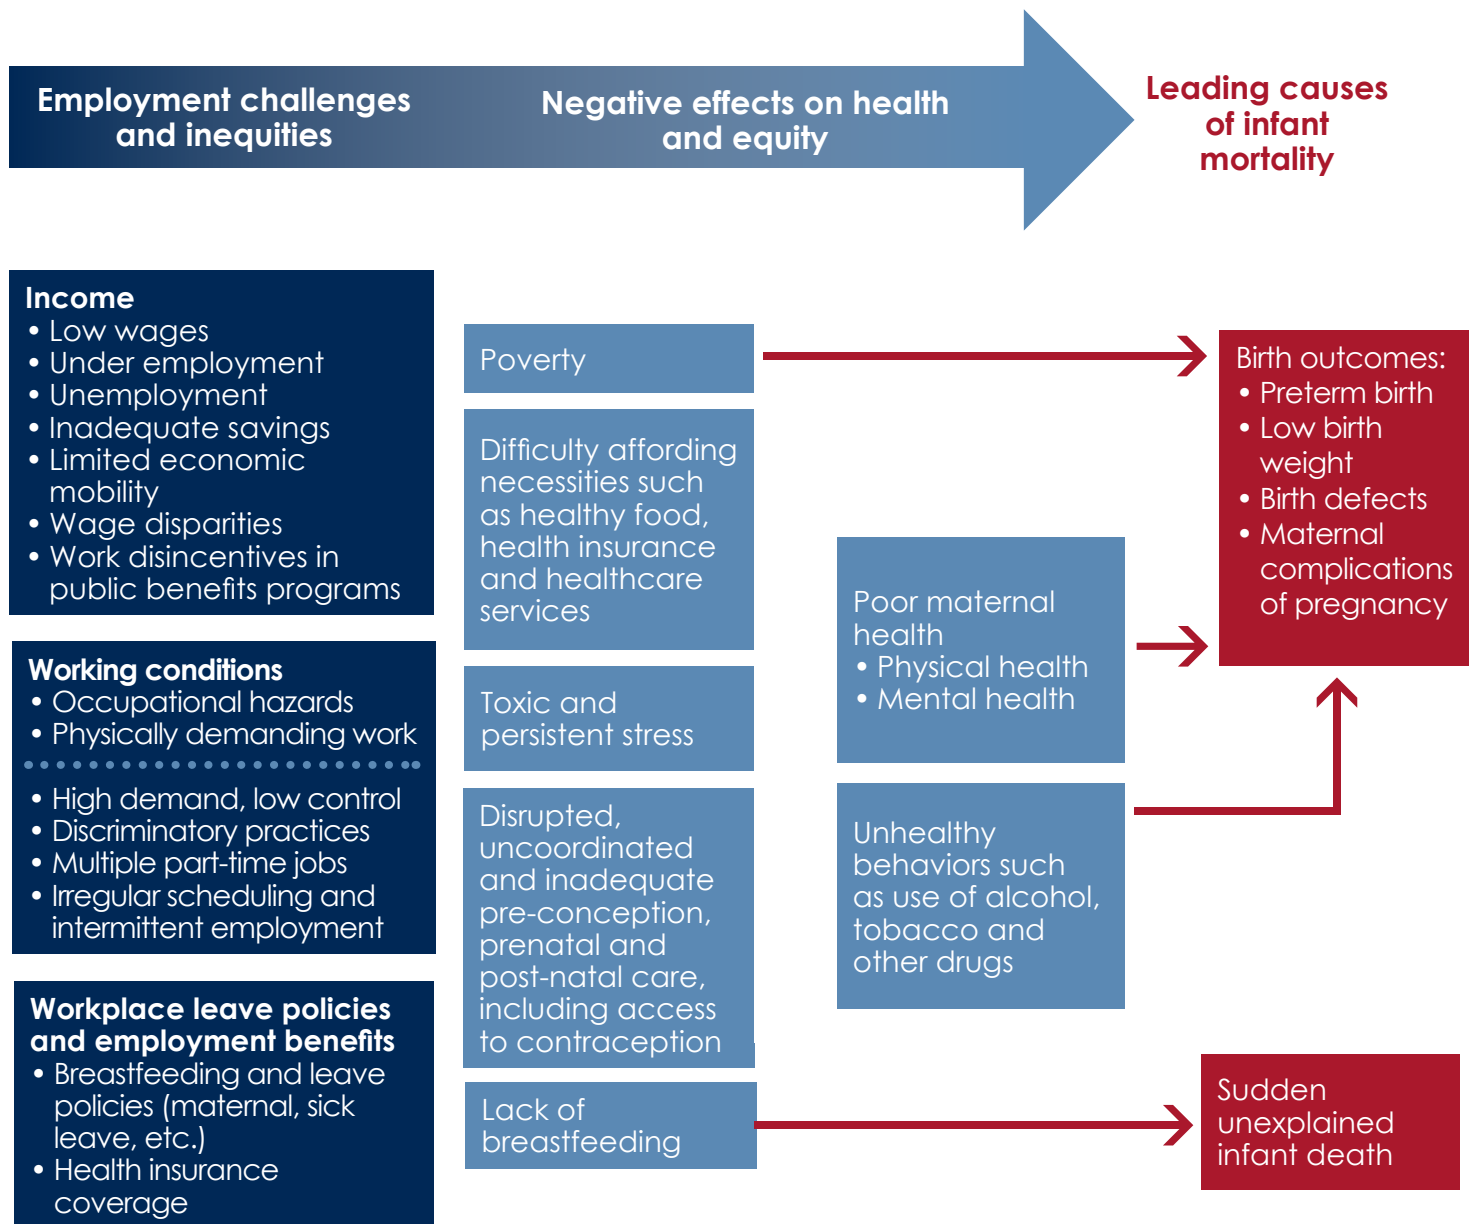 Employment challenges
and inequities
Negative effects on health
and equity
Leading causes
of infant
mortality
Income
• Low wages
• Under employment
• Unemployment
• Inadequate savings
• Limited economic
mobility
• Wage disparities
• Work disincentives in
public benefits programs
Working conditions
• Occupational hazards
• Physically demanding work
• High demand, low control
• Discriminatory practices
• Multiple part-time jobs
• Irregular scheduling and
intermittent employment
Workplace leave policies
and employment benefits
• Breastfeeding and leave
policies (maternal, sick
leave, etc.)
• Health insurance
coverage
Poverty
Difficulty affording
necessities such
as healthy food,
health insurance
and healthcare
services
Toxic and
persistent stress
Disrupted,
uncoordinated
and inadequate
pre-conception,
prenatal and
post-natal care,
including access
to contraception
Lack of
breastfeeding
Poor maternal
health
• Physical health
• Mental health
Unhealthy
behaviors such
as use of alcohol,
tobacco and
other drugs
Birth outcomes:
• Preterm birth
• Low birth
weight
• Birth defects
• Maternal
complications
of pregnancy
Sudden
unexplained
infant death